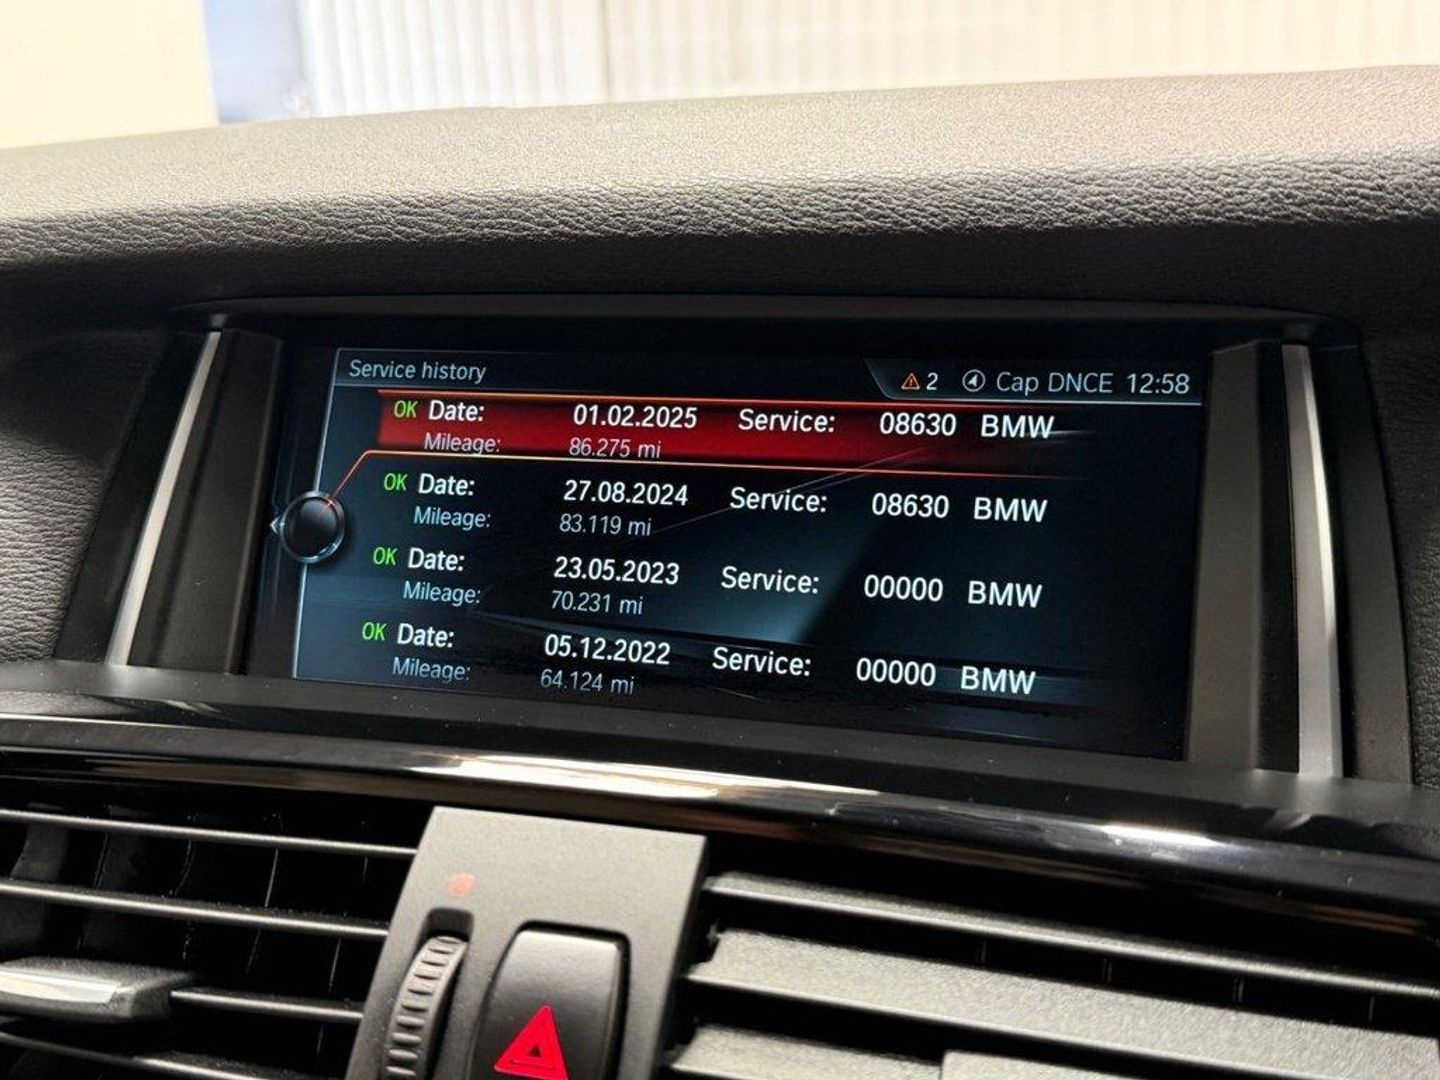 Service history 2 Cap DNCE 12:58
OK Date: 01.02.2025 Service: 08630 BMW
Mileage: 86.275 mi
OK Date: 27.08.2024 Service: 08630 BMW
Mileage: 83.119 mi
OK Date: 23.05.2023 Service: 00000 BMW
Mileage: 70.231 mi
OK Date: 05.12.2022 Service: 00000 BMW
Mileage: 64.124 mi